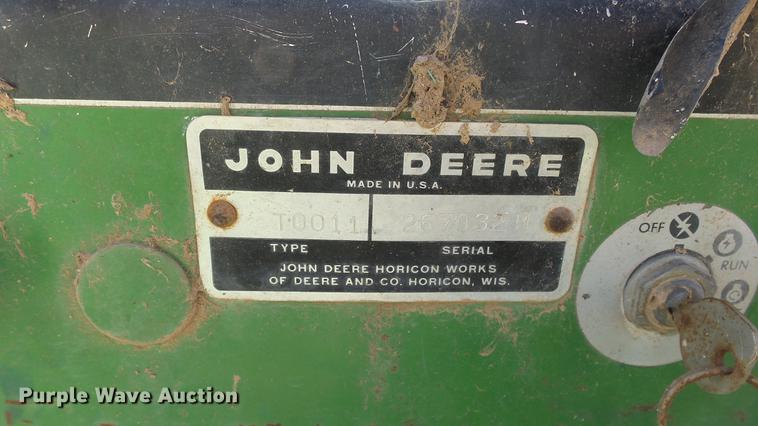 JOHN DEERE
MADE IN U.S.A.
T0011
TYPE SERIAL
JOHN DEERE HORICON WORKS
OF DEERE AND CO. HORICON, WIS.
OFF
RUN
Purple Wave Auction